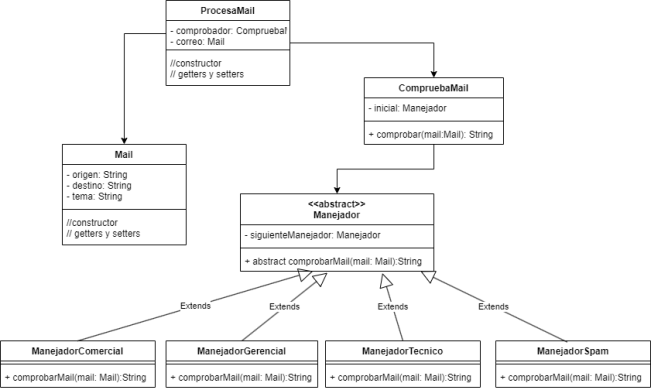 ProcesaMail
- comprobador: Comprueba
- correo: Mail
//constructor
// getters y setters
CompruebaMail
- inicial: Manejador
+ comprobar(mail:Mail): String
Mail
- origen: String
- destino: String
- tema: String
//constructor
// getters y setters
<<abstract>>
Manejador
- siguienteManejador: Manejador
+ abstract comprobarMail(mail: Mail):String
Extends
Extends
Extends
Extends
ManejadorComercial
+ comprobarMail(mail: Mail):String
ManejadorGerencial
+ comprobarMail(mail: Mail):String
ManejadorTecnico
+ comprobarMail(mail: Mail):String
ManejadorSpam
+ comprobarMail(mail: Mail):String